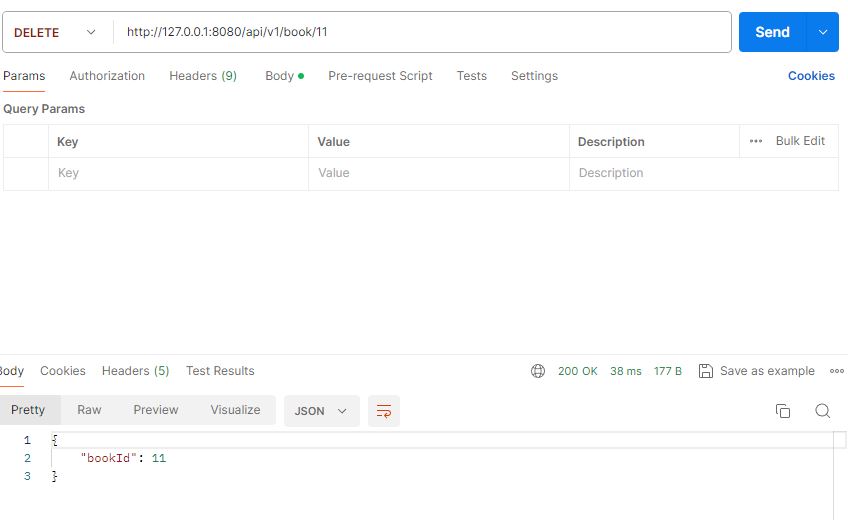 DELETE http://127.0.0.1:8080/api/v1/book/11 Send
Params Authorization Headers (9) Body Pre-request Script Tests Settings Cookies
Query Params
Key Value Description ••• Bulk Edit
Key Value Description
Body Cookies Headers (5) Test Results 200 OK 38 ms 177 B Save as example •••
Pretty Raw Preview Visualize JSON
1 {
2 "bookId": 11
3 }